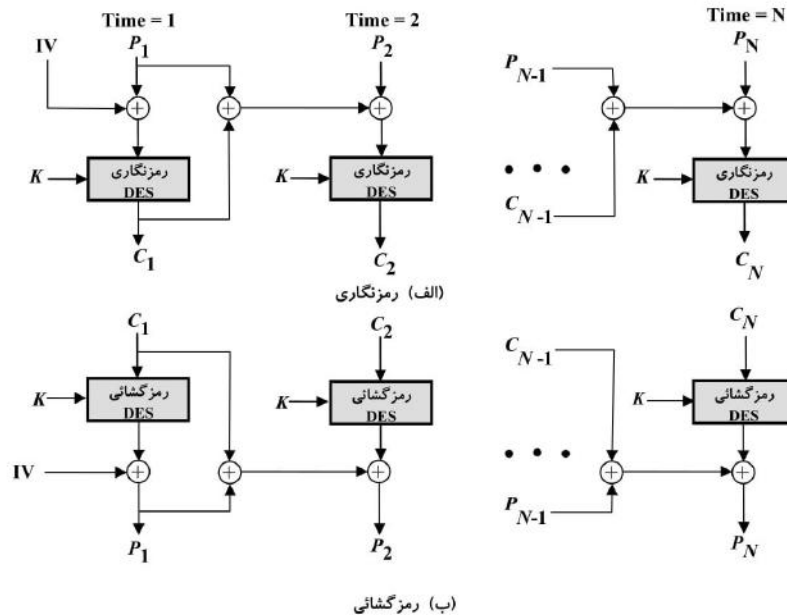 Time = 1
Time = 2
Time = N
IV
P1
P2
PN-1
PN
K
رمزنگاری
DES
K
رمزنگاری
DES
• • •
K
رمزنگاری
DES
CN-1
C1
C2
CN
(الف) رمزنگاری
C1
C2
CN-1
CN
K
رمزگشائی
DES
K
رمزگشائی
DES
K
رمزگشائی
DES
IV
• • •
PN-1
P1
P2
PN
(ب) رمزگشائی